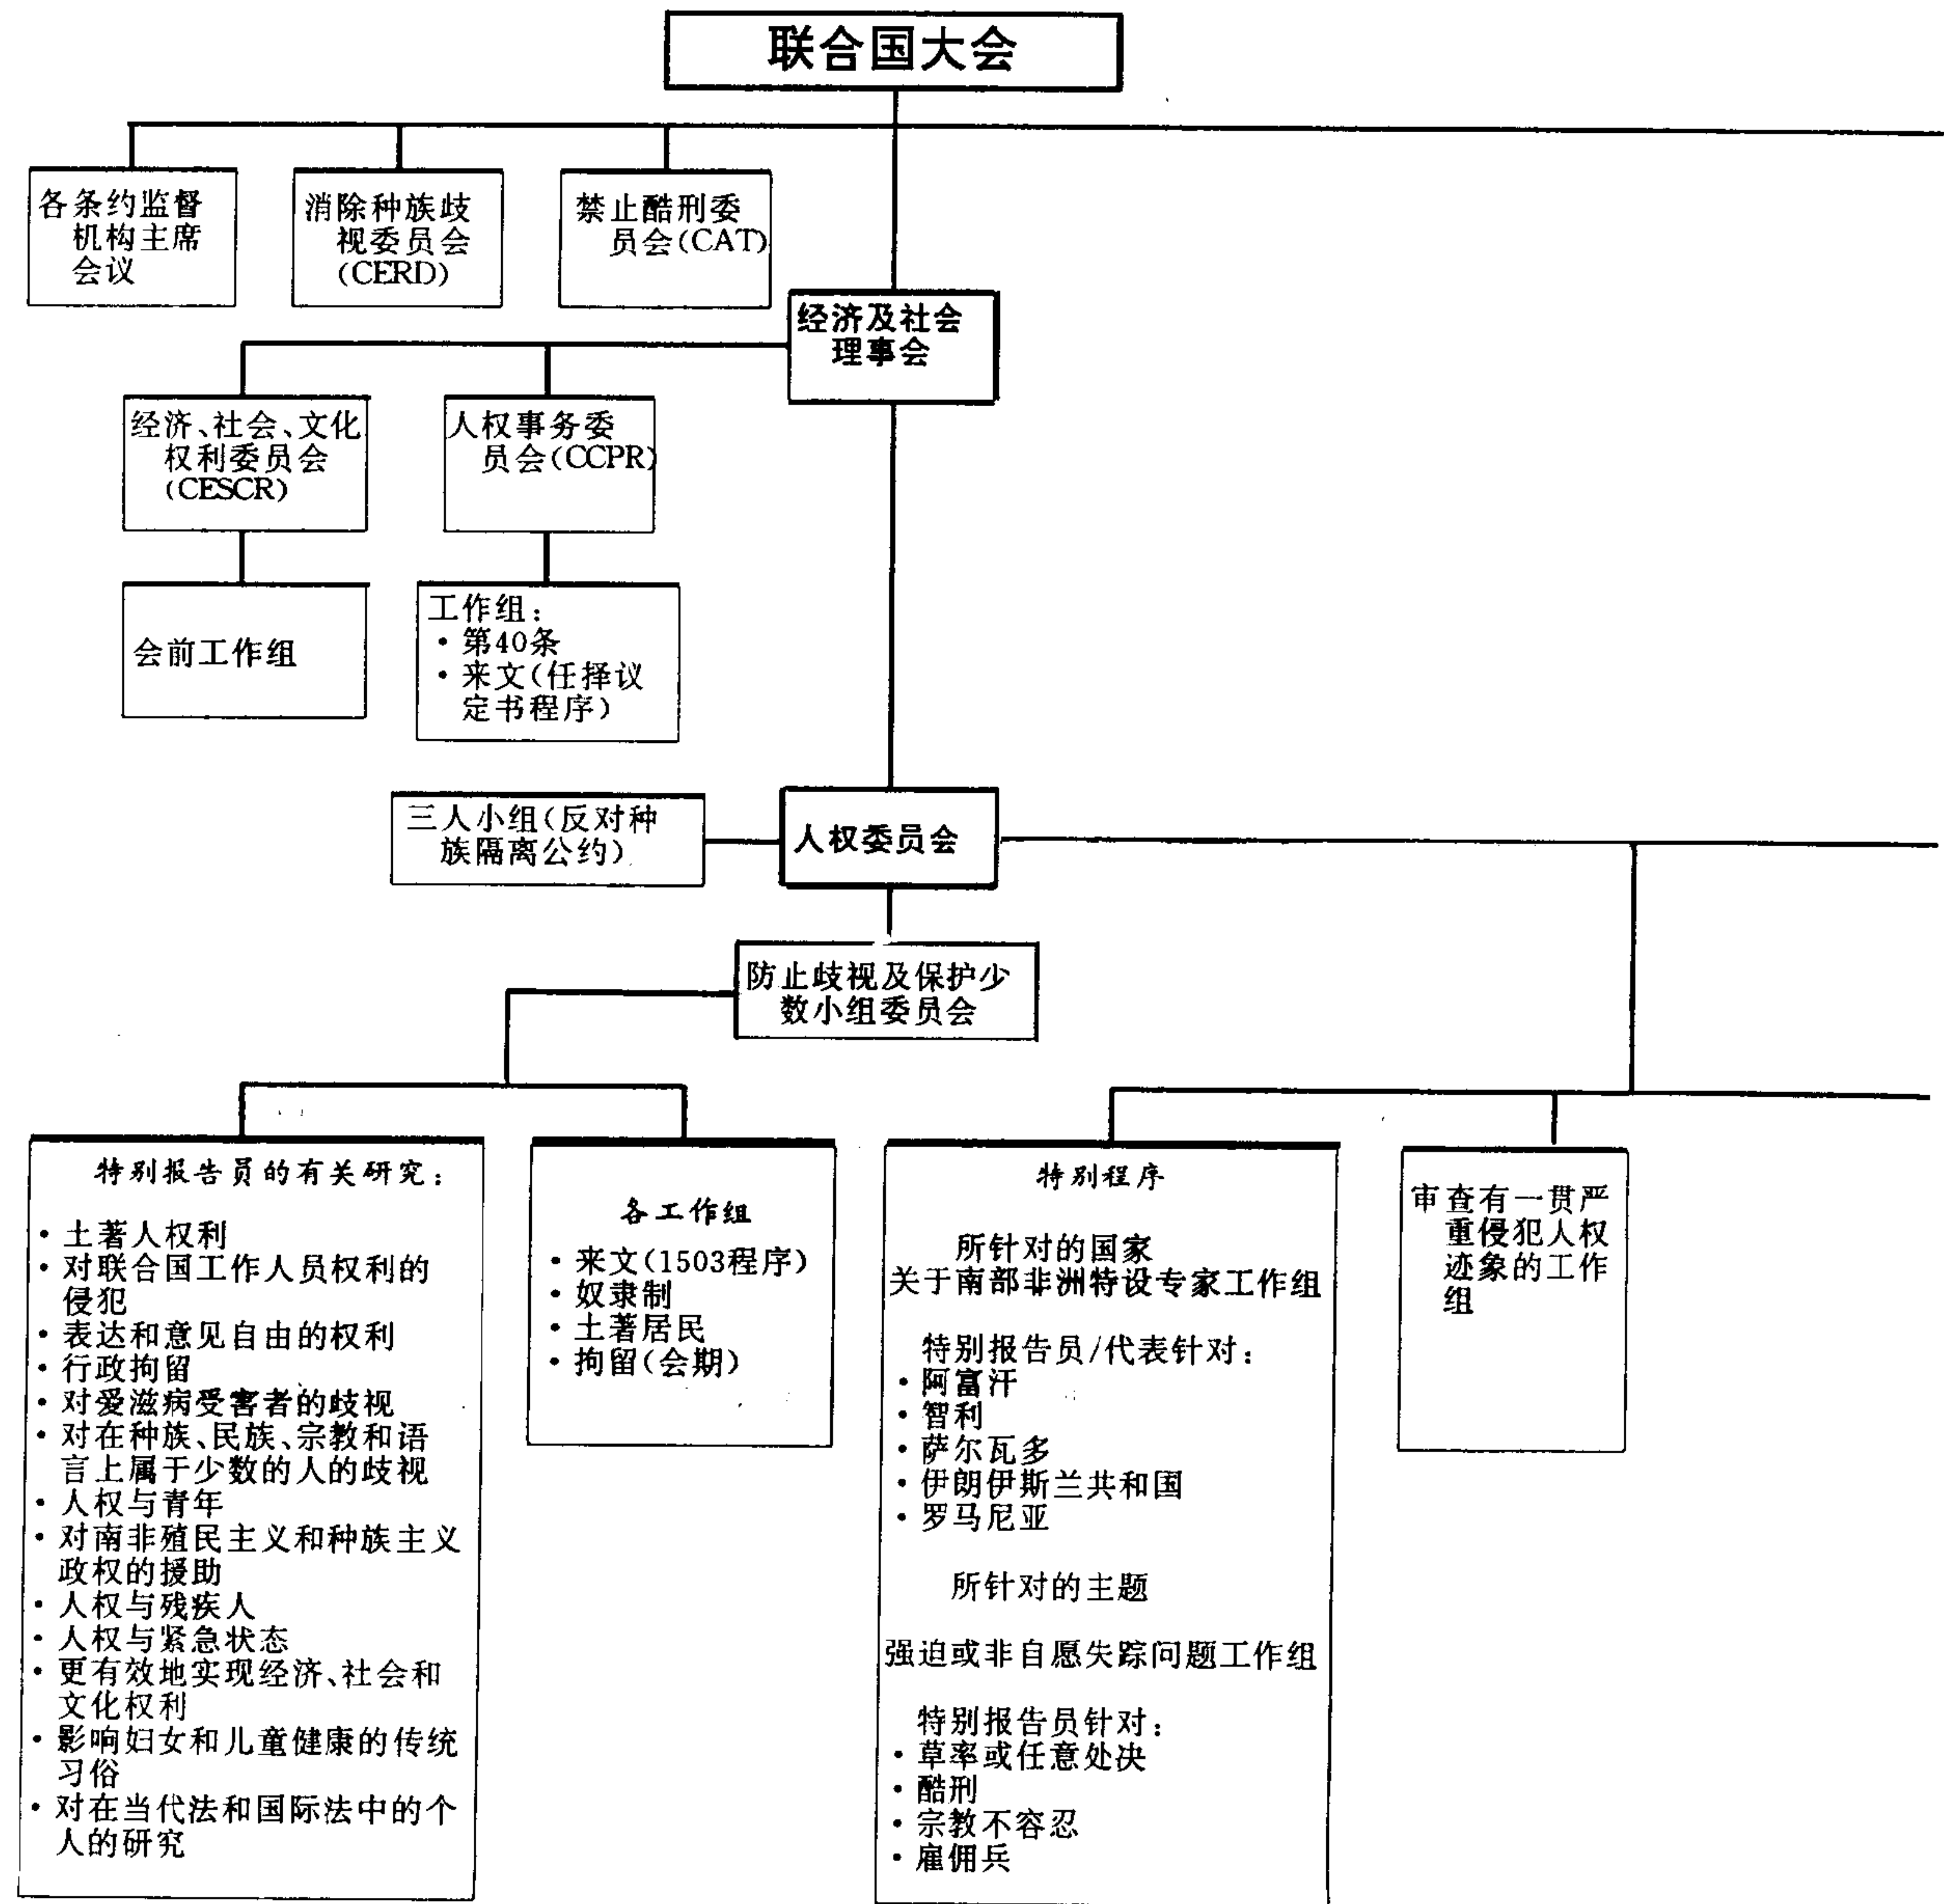 联合国大会
各条约监督
机构主席
会议
消除种族歧
视委员会
(CERD)
禁止酷刑委
员会(CAT)
经济及社会
理事会
经济、社会、文化
权利委员会
(CESCR)
人权事务委
员会(CCPR)
会前工作组
工作组：
·第40条
·来文(任择议
定书程序)
三人小组(反对种
族隔离公约)
人权委员会
防止歧视及保护少
数小组委员会
特别报告员的有关研究：
·土著人权利
·对联合国工作人员权利的
侵犯
·表达和意见自由的权利
·行政拘留
·对爱滋病受害者的歧视
·对在种族、民族、宗教和语
言上属于少数的人的歧视
·人权与青年
·对南非殖民主义和种族主义
政权的援助
·人权与残疾人
·人权与紧急状态
·更有效地实现经济、社会和
文化权利
·影响妇女和儿童健康的传统
习俗
·对在当代法和国际法中的个
人的研究
各工作组
·来文(1503程序)
·奴隶制
·土著居民
·拘留(会期)
特别程序
所针对的国家
关于南部非洲特设专家工作组
特别报告员/代表针对：
·阿富汗
·智利
·萨尔瓦多
·伊朗伊斯兰共和国
·罗马尼亚
所针对的主题
强迫或非自愿失踪问题工作组
特别报告员针对：
·草率或任意处决
·酷刑
·宗教不容忍
·雇佣兵
审查有一贯严
重侵犯人权
迹象的工作
组